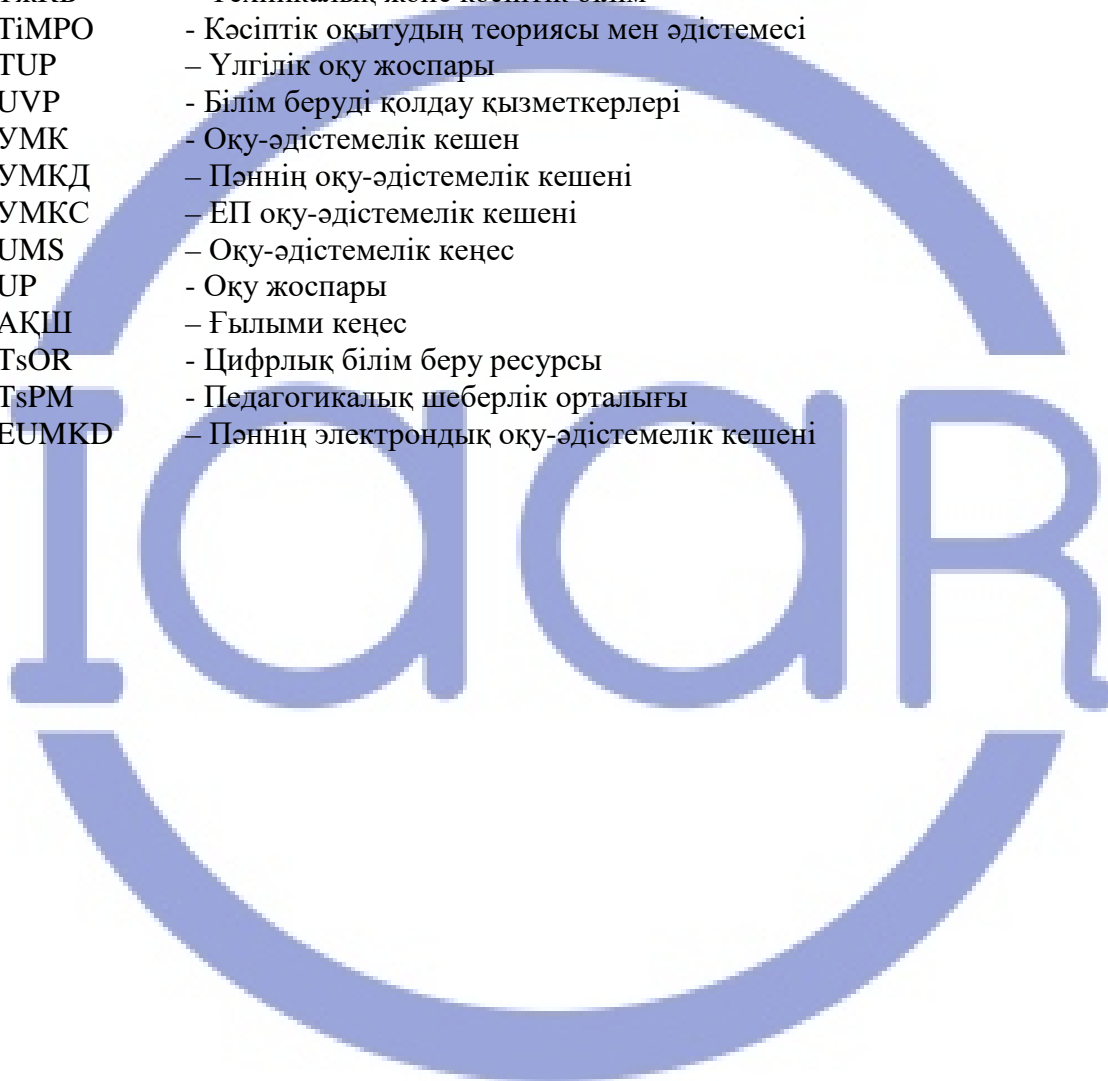 TiMPO - Кәсіптік оқытудың теориясы мен әдістемесі
TUP – Үлгілік оқу жоспары
UVP - Білім беруді қолдау қызметкерлері
УМК - Оқу-әдістемелік кешен
УМКД – Пәннің оқу-әдістемелік кешені
УМКС – ЕП оқу-әдістемелік кешені
UMS – Оқу-әдістемелік кеңес
UP - Оқу жоспары
АҚШ – Ғылыми кеңес
TsOR - Цифрлық білім беру ресурсы
TsPM - Педагогикалық шеберлік орталығы
EUMKD – Пәннің электрондық оқу-әдістемелік кешені
IaaR